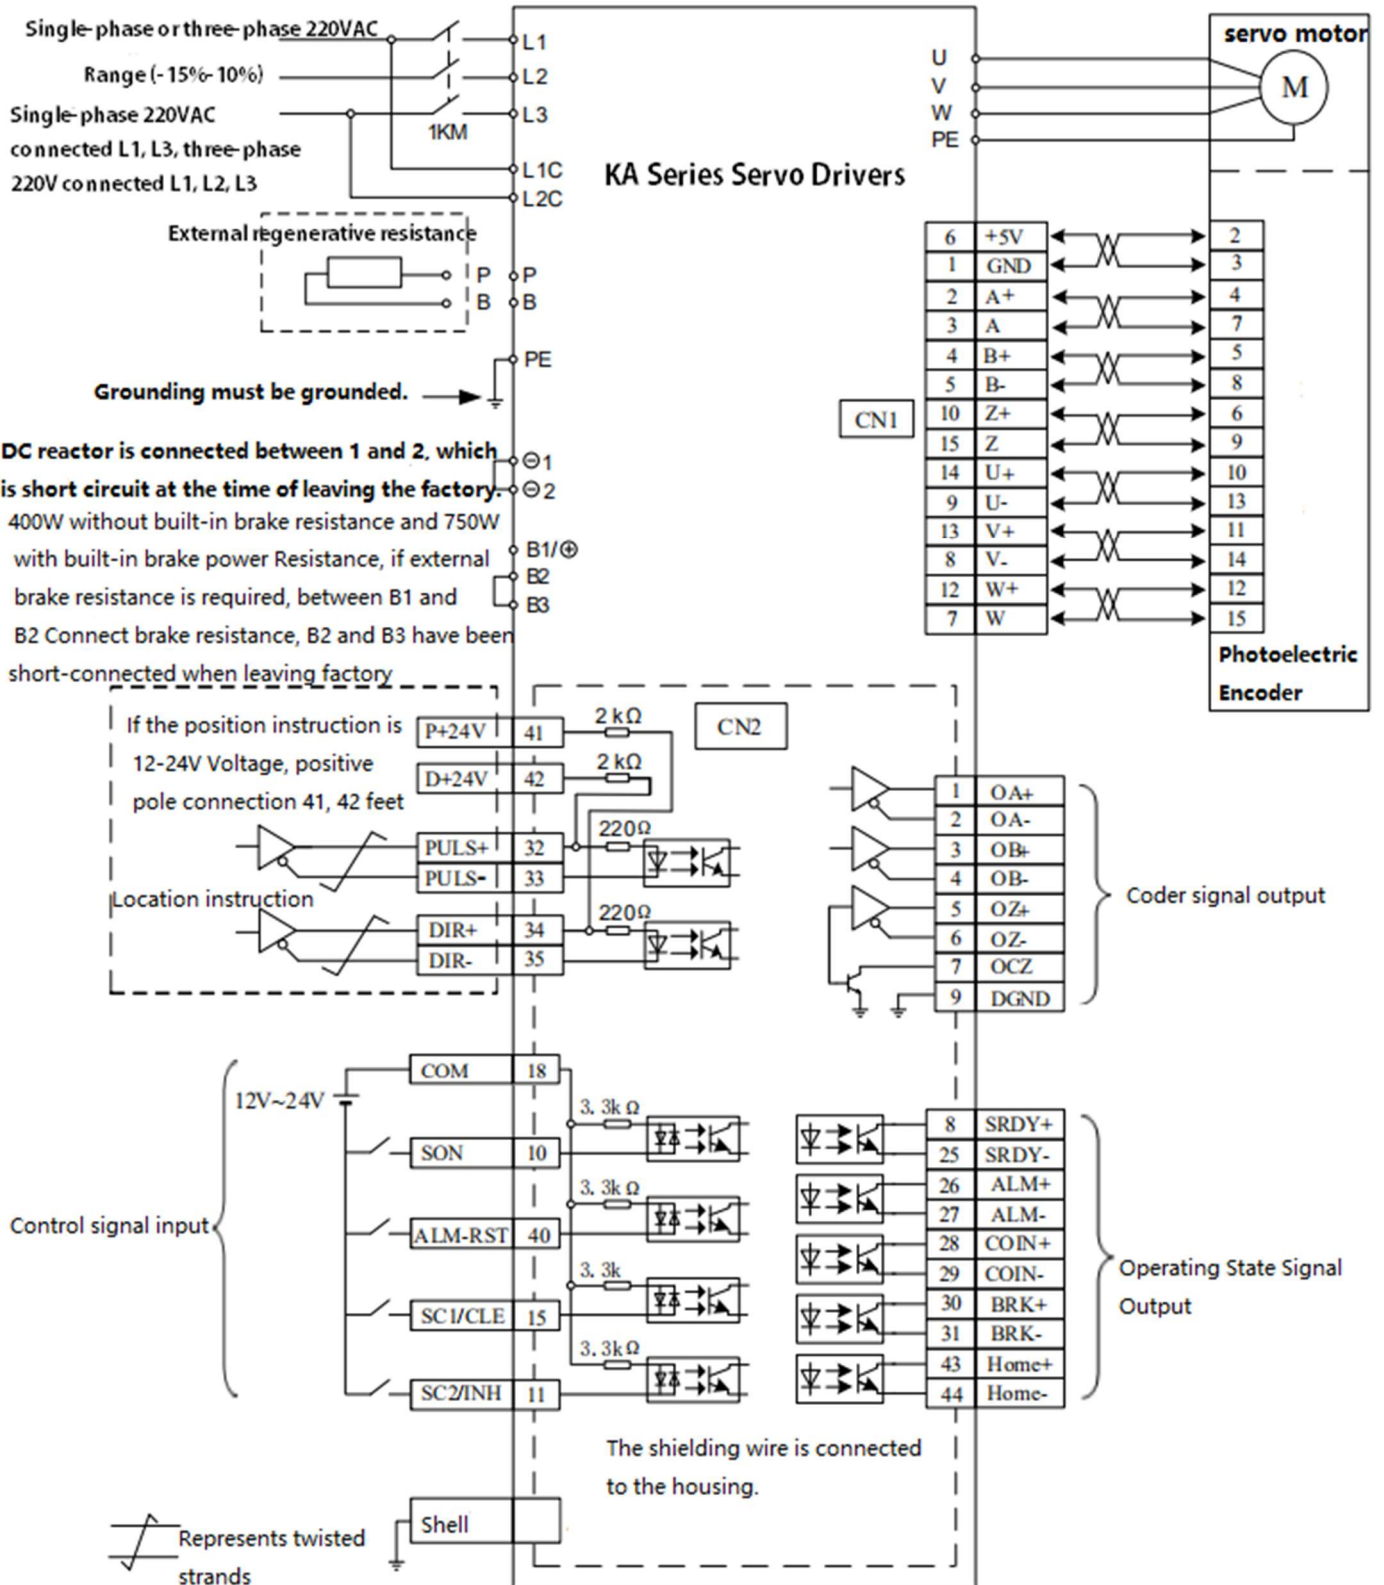 Single-phase or three-phase 220VAC
L1
Range (-15%-10%)
L2
Single-phase 220VAC
L3
1KM
connected L1, L3, three-phase
L1C
220V connected L1, L2, L3
L2C
KA Series Servo Drivers
U
V
W
PE
servo motor
M
External regenerative resistance
P
P
B
B
PE
Grounding must be grounded.
DC reactor is connected between 1 and 2, which
⊖1
is short circuit at the time of leaving the factory.
⊖2
400W without built-in brake resistance and 750W
with built-in brake power Resistance, if external
B1/⊕
B2
brake resistance is required, between B1 and
B3
B2 Connect brake resistance, B2 and B3 have been
short-connected when leaving factory
CN1
6 +5V 2
1 GND 3
2 A+ 4
3 A 7
4 B+ 5
5 B- 8
10 Z+ 6
15 Z 9
14 U+ 10
9 U- 13
13 V+ 11
8 V- 14
12 W+ 12
7 W 15
Photoelectric
Encoder
If the position instruction is
12-24V Voltage, positive
pole connection 41, 42 feet
P+24V 41 2kΩ
D+24V 42 2kΩ
CN2
PULS+ 32 220Ω
PULS- 33
Location instruction
DIR+ 34 220Ω
DIR- 35
1 OA+
2 OA-
3 OB+
4 OB-
5 OZ+
6 OZ-
7 OCZ
9 DGND
Coder signal output
COM 18
12V~24V
3.3kΩ
SON 10
3.3kΩ
Control signal input
ALM-RST 40
3.3k
SC1/CLE 15
3.3kΩ
SC2/INH 11
8 SRDY+
25 SRDY-
26 ALM+
27 ALM-
28 COIN+
29 COIN-
30 BRK+
31 BRK-
43 Home+
44 Home-
Operating State Signal
Output
The shielding wire is connected
to the housing.
Shell
Represents twisted
strands